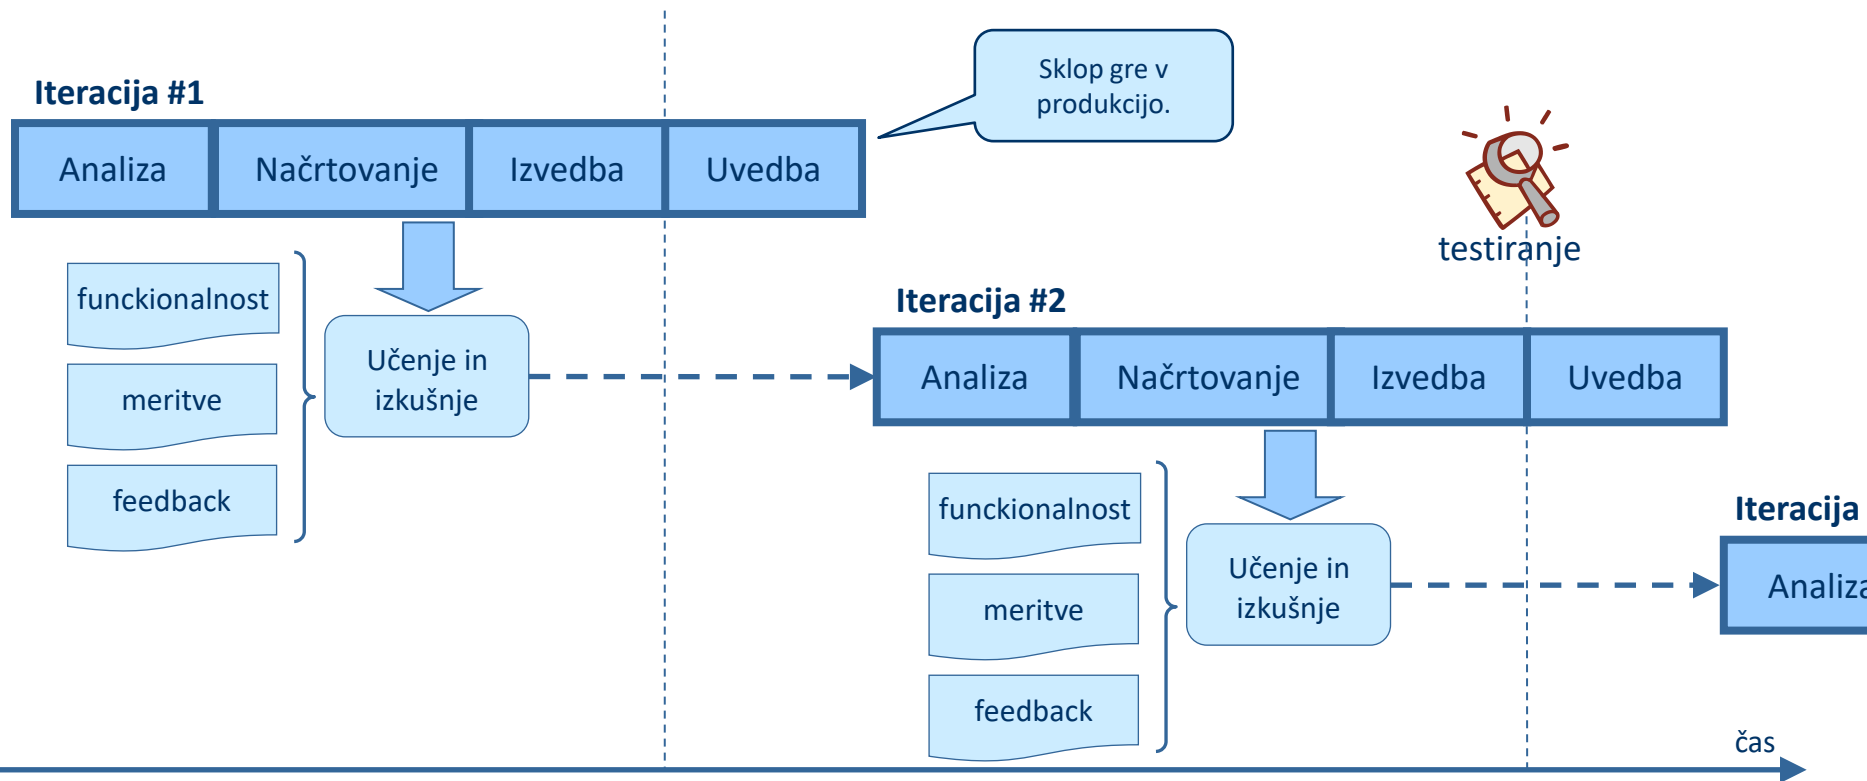 Sklop gre v
produkcijo.
Iteracija #1
Analiza
Načrtovanje
Izvedba
Uvedba
testiranje
funckionalnost
meritve
feedback
Učenje in
izkušnje
Iteracija #2
Analiza
Načrtovanje
Izvedba
Uvedba
funckionalnost
meritve
feedback
Učenje in
izkušnje
Iteracija
Analiza
čas